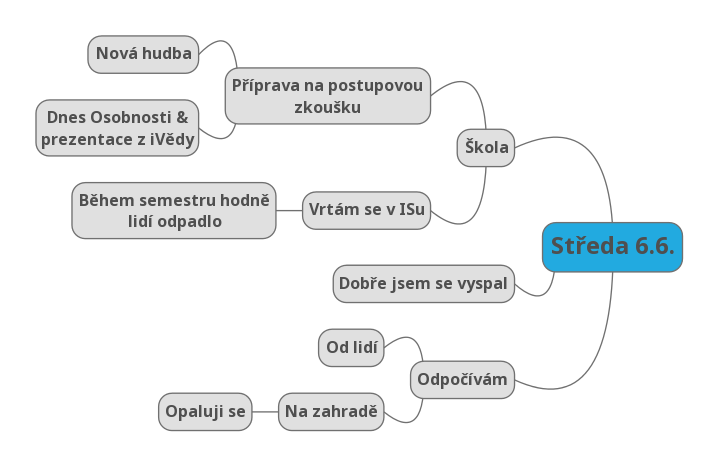 Nová hudba
Příprava na postupovou
zkoušku
Dnes Osobnosti &
prezentace z iVědy
Škola
Během semestru hodně
lidí odpadlo
Vrtám se v ISu
Středa 6.6.
Dobře jsem se vyspal
Od lidí
Odpočívám
Opaluji se
Na zahradě